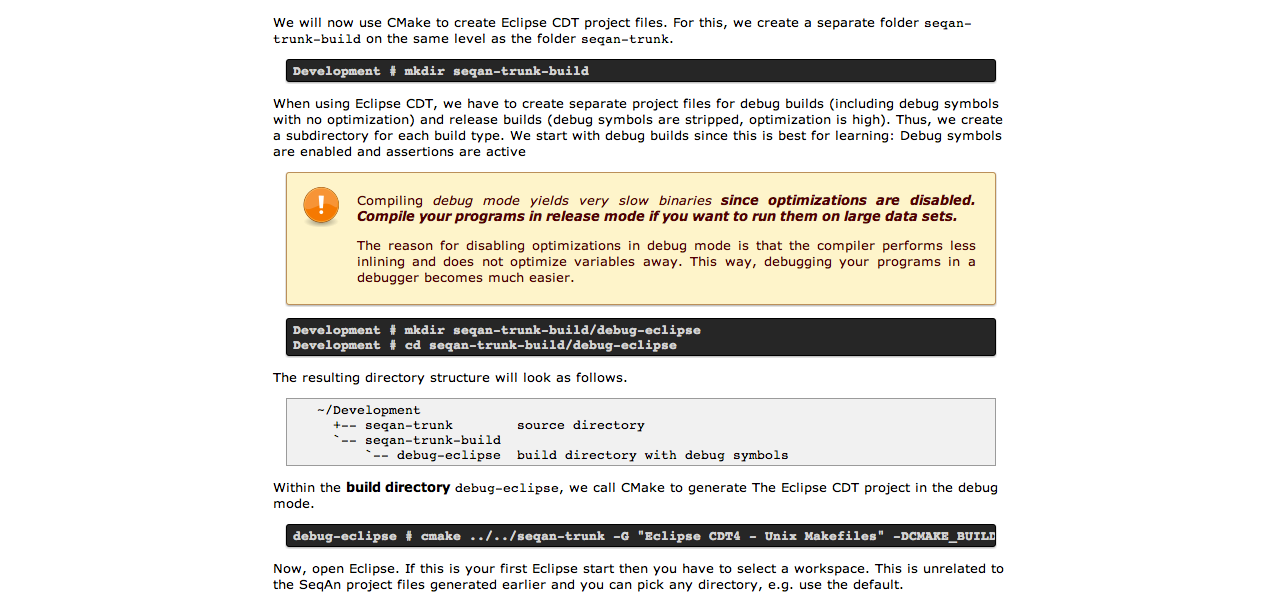 We will now use CMake to create Eclipse CDT project files. For this, we create a separate folder seqan-
trunk-build on the same level as the folder seqan-trunk.
Development # mkdir seqan-trunk-build
When using Eclipse CDT, we have to create separate project files for debug builds (including debug symbols
with no optimization) and release builds (debug symbols are stripped, optimization is high). Thus, we create
a subdirectory for each build type. We start with debug builds since this is best for learning: Debug symbols
are enabled and assertions are active
Compiling debug mode yields very slow binaries since optimizations are disabled.
Compile your programs in release mode if you want to run them on large data sets.
The reason for disabling optimizations in debug mode is that the compiler performs less
inlining and does not optimize variables away. This way, debugging your programs in a
debugger becomes much easier.
Development # mkdir seqan-trunk-build/debug-eclipse
Development # cd seqan-trunk-build/debug-eclipse
The resulting directory structure will look as follows.
~/Development
+-- seqan-trunk source directory
`-- seqan-trunk-build
`-- debug-eclipse build directory with debug symbols
Within the build directory debug-eclipse, we call CMake to generate The Eclipse CDT project in the debug
mode.
debug-eclipse # cmake ../../seqan-trunk -G "Eclipse CDT4 - Unix Makefiles" -DCMAKE_BUILD
Now, open Eclipse. If this is your first Eclipse start then you have to select a workspace. This is unrelated to
the SeqAn project files generated earlier and you can pick any directory, e.g. use the default.